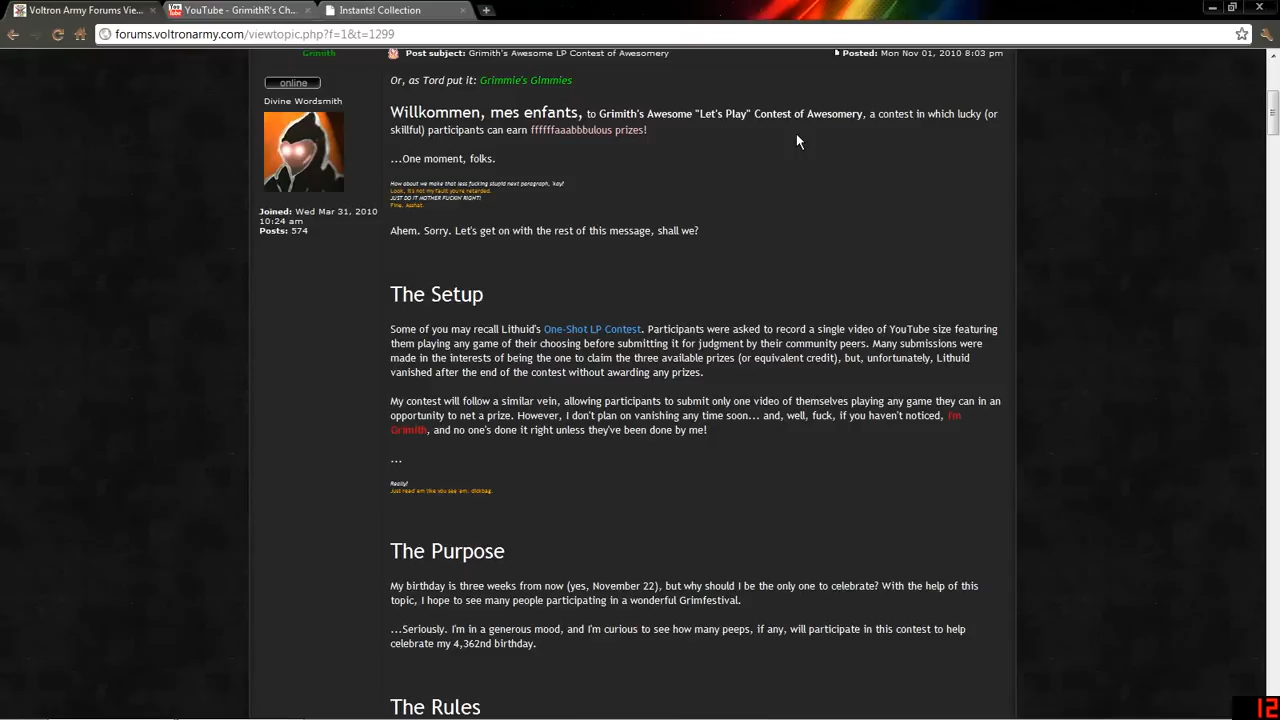 Voltron Army Forums Vie...
YouTube - GrimithR's Ch...
Instants! Collection
forums.voltronarmy.com/viewtopic.php?f=1&t=1299
Grimith
Post subject: Grimith's Awesome LP Contest of Awesomery
Posted: Mon Nov 01, 2010 8:03 pm
online
Divine Wordsmith
Joined: Wed Mar 31, 2010
10:24 am
Posts: 574
Or, as Tord put it: Grimmie's Gimmies
Willkommen, mes enfants, to Grimith's Awesome "Let's Play" Contest of Awesomery, a contest in which lucky (or
skillful) participants can earn ffffffaaabbbulous prizes!
...One moment, folks.
How about we make that less fucking stupid next paragraph, 'kay?
Look, it's not my fault you're retarded.
JUST DO IT MOTHER FUCKIN' RIGHT!
Fine. Asshat.
Ahem. Sorry. Let's get on with the rest of this message, shall we?
The Setup
Some of you may recall Lithuid's One-Shot LP Contest. Participants were asked to record a single video of YouTube size featuring
them playing any game of their choosing before submitting it for judgment by their community peers. Many submissions were
made in the interests of being the one to claim the three available prizes (or equivalent credit), but, unfortunately, Lithuid
vanished after the end of the contest without awarding any prizes.
My contest will follow a similar vein, allowing participants to submit only one video of themselves playing any game they can in an
opportunity to net a prize. However, I don't plan on vanishing any time soon... and, well, fuck, if you haven't noticed, I'm
Grimith, and no one's done it right unless they've been done by me!
...
Really?
Just read 'em like you see 'em, dickbag.
The Purpose
My birthday is three weeks from now (yes, November 22), but why should I be the only one to celebrate? With the help of this
topic, I hope to see many people participating in a wonderful Grimfestival.
...Seriously. I'm in a generous mood, and I'm curious to see how many peeps, if any, will participate in this contest to help
celebrate my 4,362nd birthday.
The Rules
12